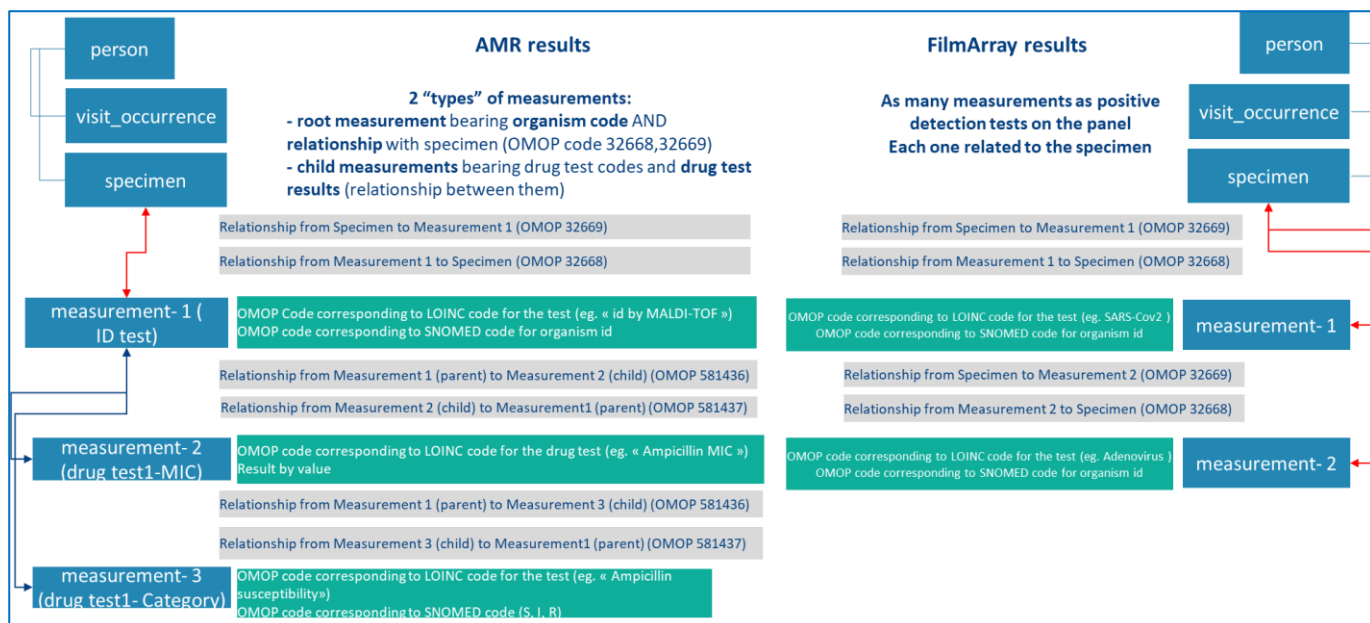 person
visit_occurrence
specimen
AMR results
2 “types” of measurements:
- root measurement bearing organism code AND
relationship with specimen (OMOP code 32668,32669)
- child measurements bearing drug test codes and drug test
results (relationship between them)
Relationship from Specimen to Measurement 1 (OMOP 32669)
Relationship from Measurement 1 to Specimen (OMOP 32668)
measurement- 1 (
ID test)
OMOP Code corresponding to LOINC code for the test (eg. « id by MALDI-TOF »)
OMOP code corresponding to SNOMED code for organism id
Relationship from Measurement 1 (parent) to Measurement 2 (child) (OMOP 581436)
Relationship from Measurement 2 (child) to Measurement1 (parent) (OMOP 581437)
measurement- 2
(drug test1-MIC)
OMOP code corresponding to LOINC code for the drug test (eg. « Ampicillin MIC »)
Result by value
Relationship from Measurement 1 (parent) to Measurement 3 (child) (OMOP 581436)
Relationship from Measurement 3 (child) to Measurement1 (parent) (OMOP 581437)
measurement- 3
(drug test1- Category)
OMOP code corresponding to LOINC code for the test (eg. « Ampicillin
susceptibility»)
OMOP code corresponding to SNOMED code (S, I, R)
FilmArray results
As many measurements as positive
detection tests on the panel
Each one related to the specimen
person
visit_occurrence
specimen
Relationship from Specimen to Measurement 1 (OMOP 32669)
Relationship from Measurement 1 to Specimen (OMOP 32668)
OMOP code corresponding to LOINC code for the test (eg. SARS-Cov2 )
OMOP code corresponding to SNOMED code for organism id
measurement- 1
Relationship from Specimen to Measurement 2 (OMOP 32669)
Relationship from Measurement 2 to Specimen (OMOP 32668)
OMOP code corresponding to LOINC code for the test (eg. Adenovirus )
OMOP code corresponding to SNOMED code for organism id
measurement- 2